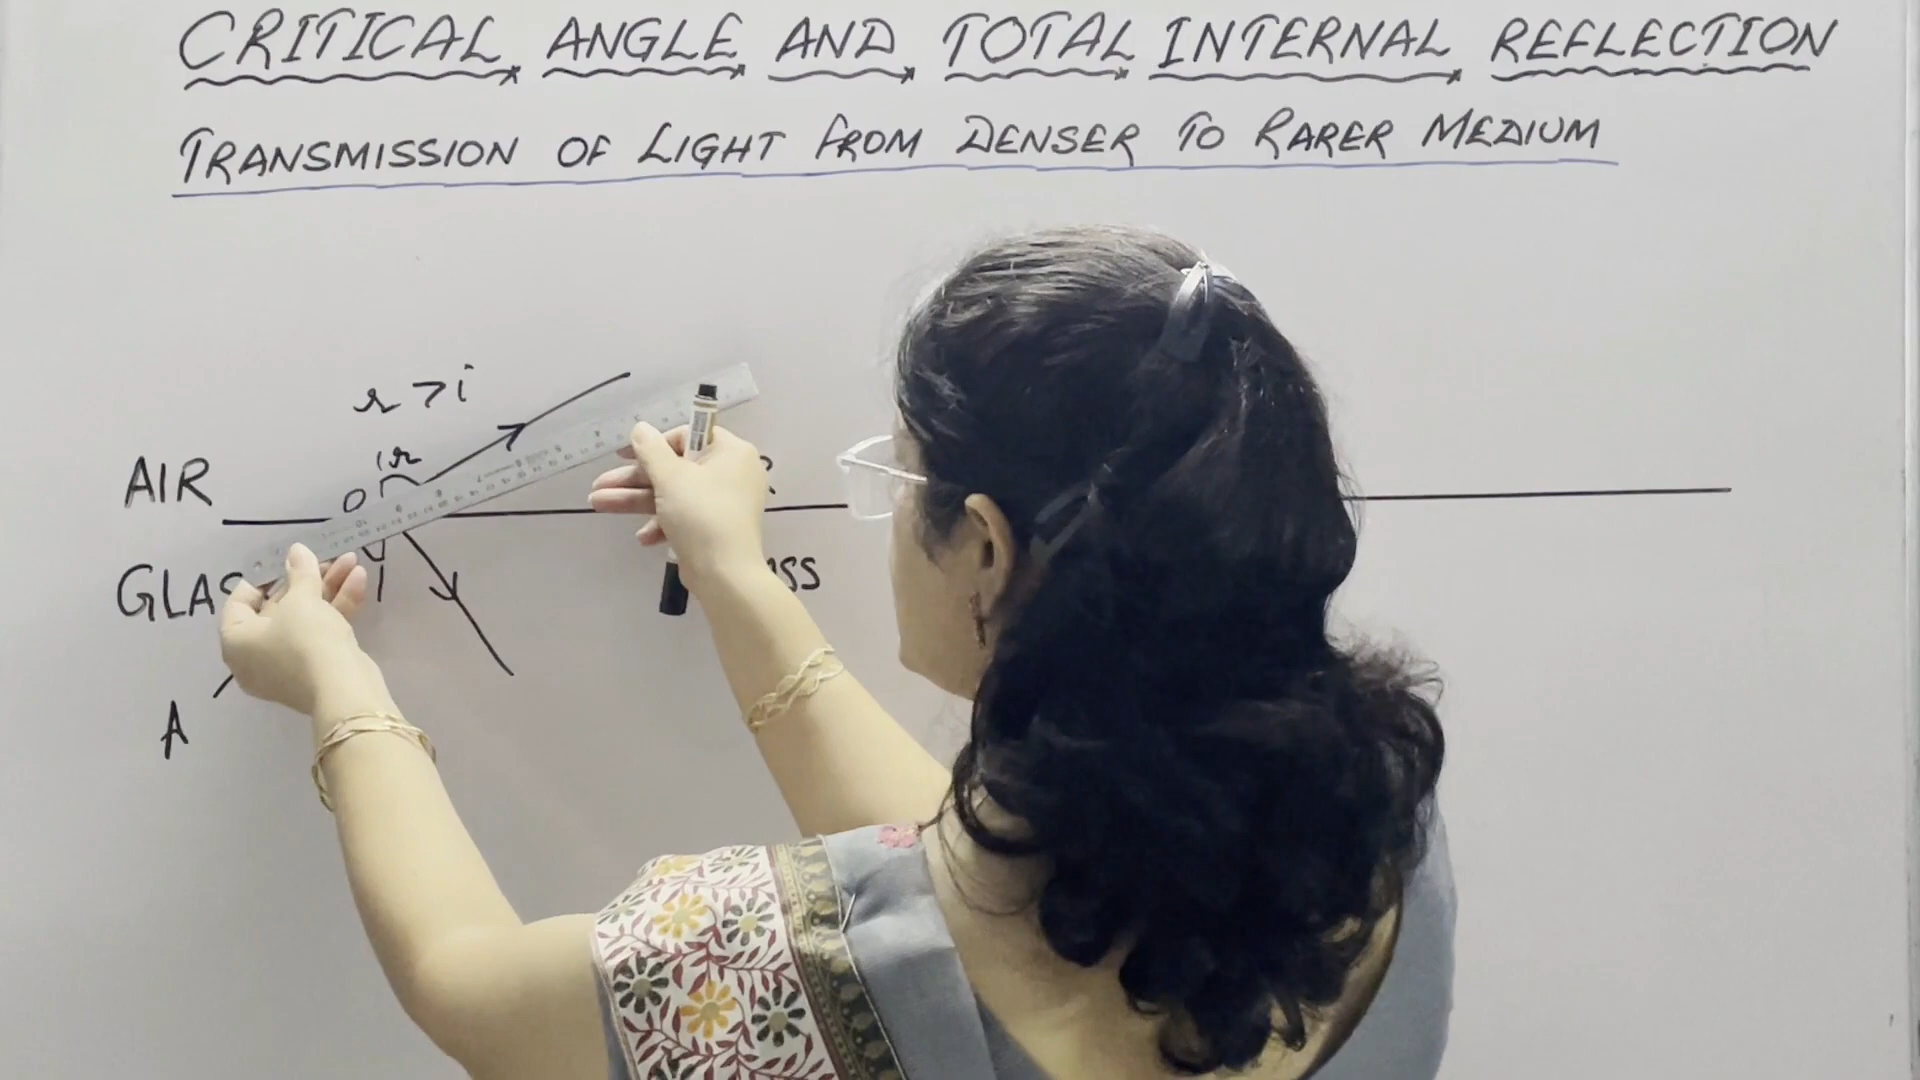 CRITICAL ANGLE AND TOTAL INTERNAL REFLECTION
TRANSMISSION OF LIGHT FROM DENSER TO RARER MEDIUM
r > i
r
AIR
O
GLAS
A